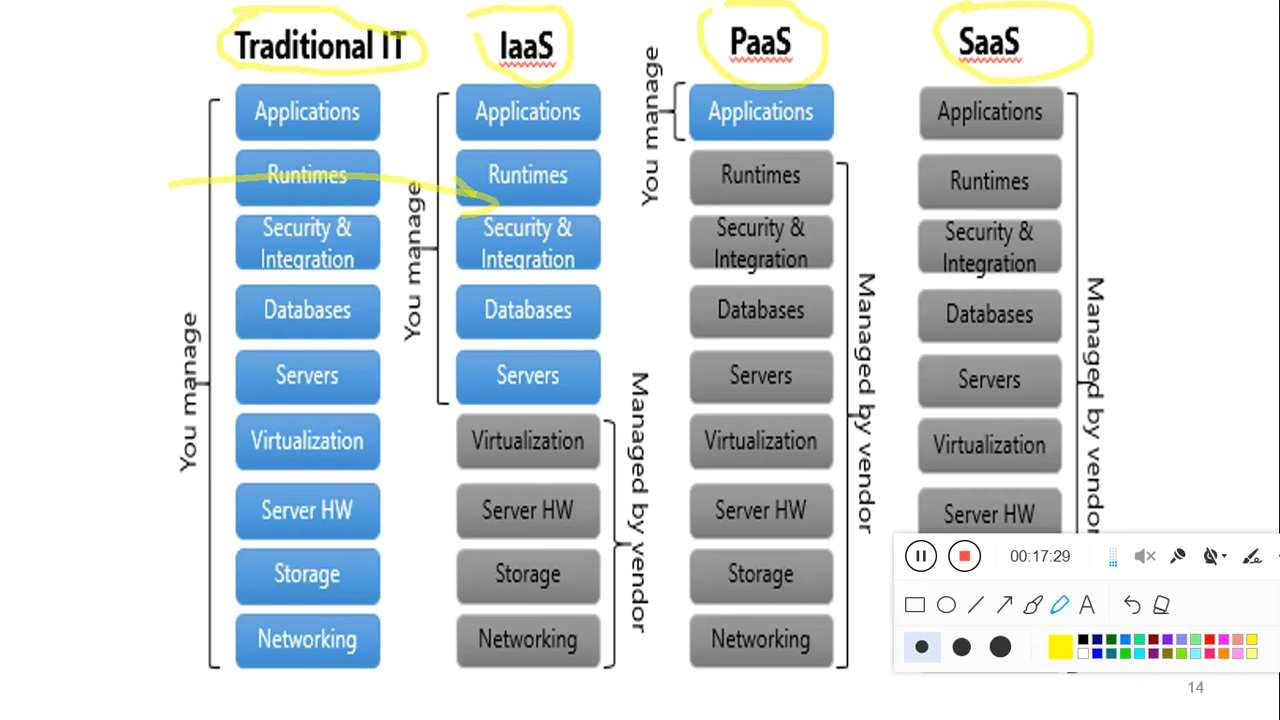 Traditional IT
IaaS
PaaS
SaaS
You manage
Applications
Runtimes
Security &
Integration
Databases
Servers
Virtualization
Server HW
Storage
Networking
You manage
Applications
Runtimes
Security &
Integration
Databases
Servers
Virtualization
Server HW
Storage
Networking
Managed by vendor
You manage
Applications
Runtimes
Security &
Integration
Databases
Servers
Virtualization
Server HW
Storage
Networking
Managed by vendor
Applications
Runtimes
Security &
Integration
Databases
Servers
Virtualization
Server HW
Managed by vendor
00:17:29
A
14